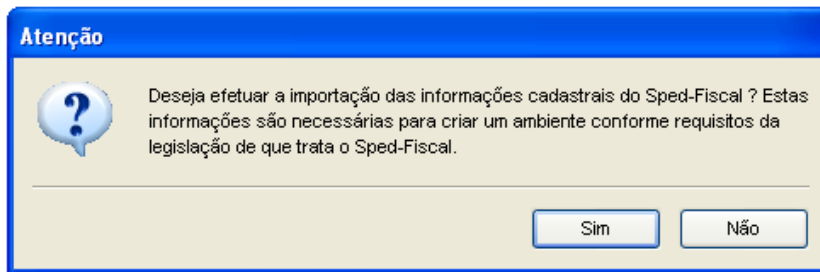 Atenção
Deseja efetuar a importação das informações cadastrais do Sped-Fiscal ? Estas
informações são necessárias para criar um ambiente conforme requisitos da
legislação de que trata o Sped-Fiscal.
Sim
Não